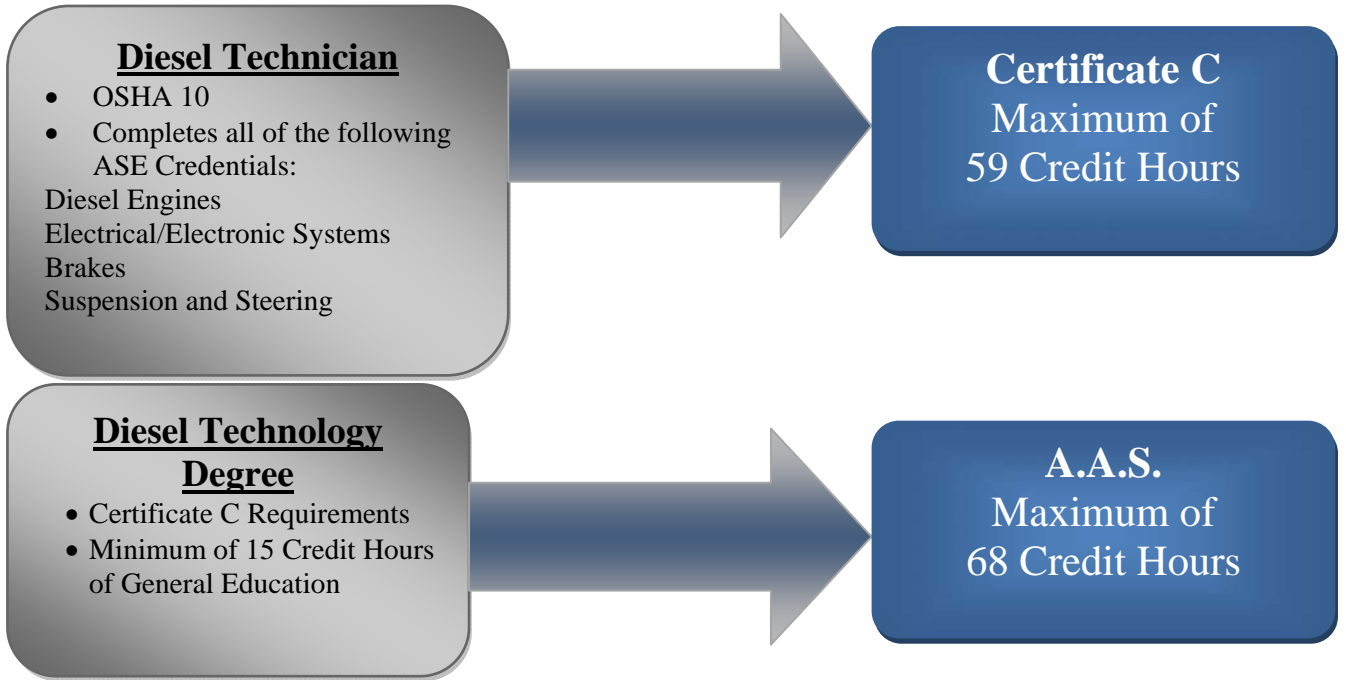 Diesel Technician
• OSHA 10
• Completes all of the following
ASE Credentials:
Diesel Engines
Electrical/Electronic Systems
Brakes
Suspension and Steering
Certificate C
Maximum of
59 Credit Hours
Diesel Technology
Degree
• Certificate C Requirements
• Minimum of 15 Credit Hours
of General Education
A.A.S.
Maximum of
68 Credit Hours